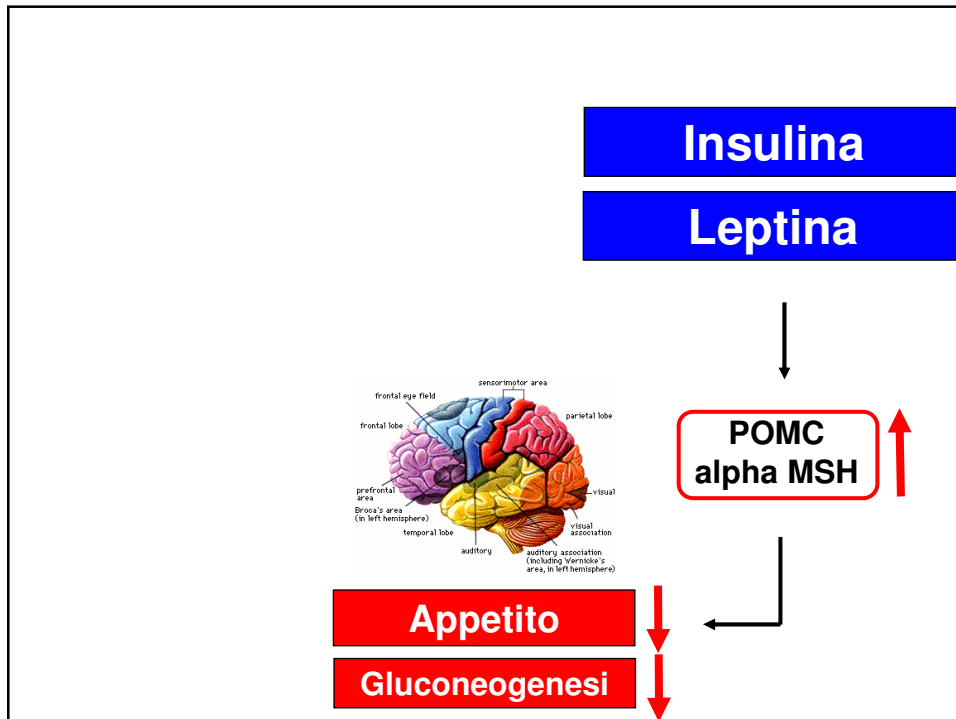 Insulina
Leptina
sensorimotor area
frontal eye field
parietal lobe
frontal lobe
POMC
alpha MSH
prefrontal
area
visual
Broca's area
(in left hemisphere)
visual
association
temporal lobe
auditory
auditory association
(including Wernicke's
area, in left hemisphere)
Appetito
Gluconeogenesi